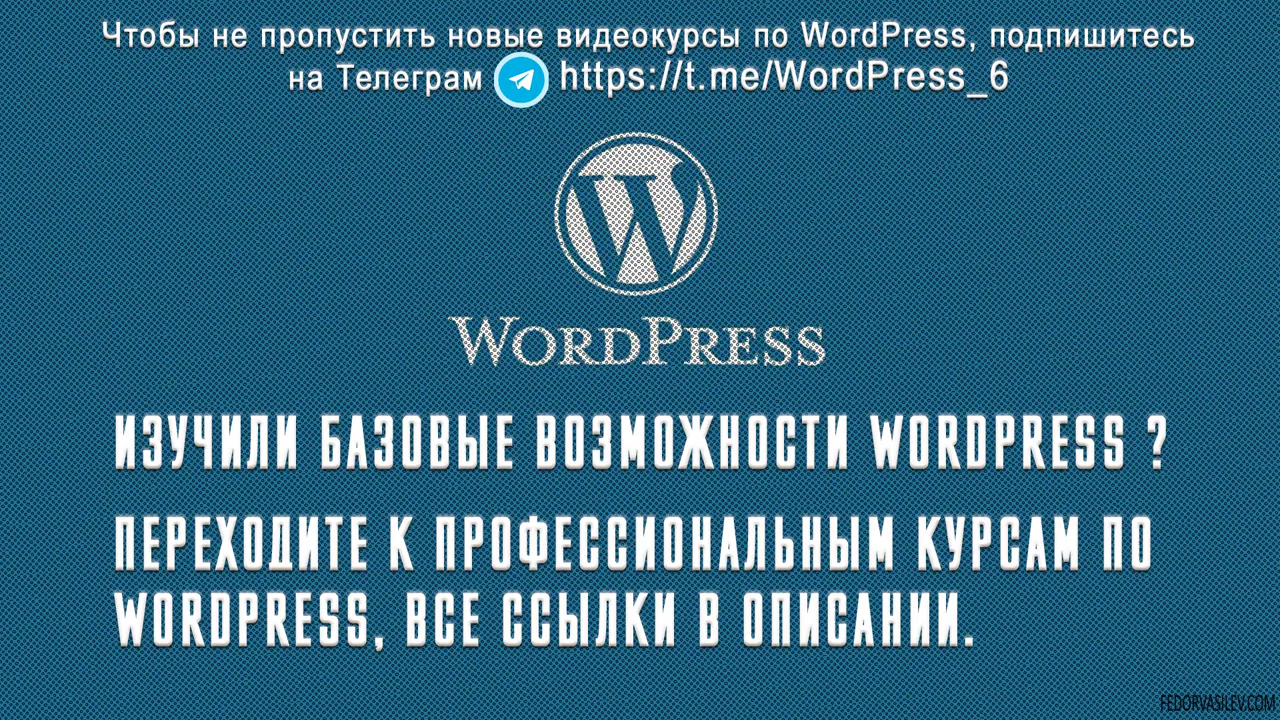 Чтобы не пропустить новые видеокурсы по WordPress, подпишитесь
на Телеграм https://t.me/WordPress_6
WORDPRESS
ИЗУЧИЛИ БАЗОВЫЕ ВОЗМОЖНОСТИ WORDPRESS ?
ПЕРЕХОДИТЕ К ПРОФЕССИОНАЛЬНЫМ КУРСАМ ПО
WORDPRESS, ВСЕ ССЫЛКИ В ОПИСАНИИ.
FEDORVASILEV.COM